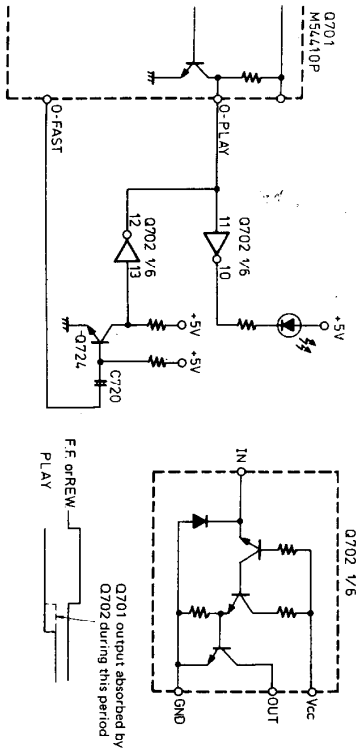 Q701
M54410P
O-FAST
O-PLAY
Q702 1/6
12
13
Q702 1/6
11
10
+5V
+5V
+5V
Q724
C720
Q702 1/6
IN
Vcc
OUT
GND
F.F. or REW
PLAY
Q701 output absorbed by
Q702 during this period